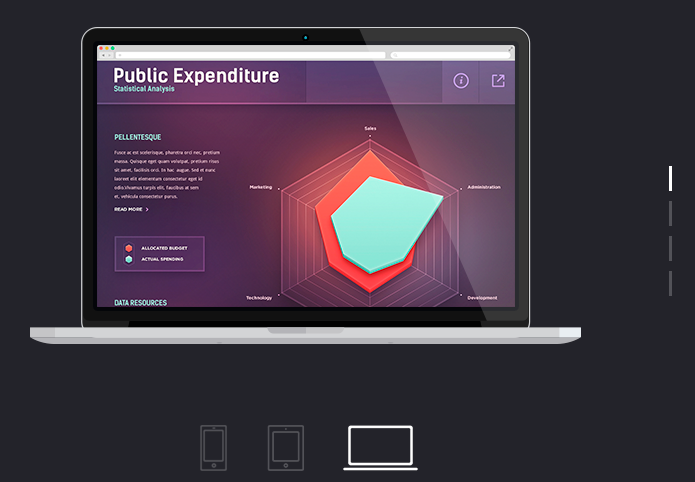 Public Expenditure
Statistical Analysis
PELLENTESQUE
Fusce ac est scelerisque, pharetra orci nec, pretium
massa. Quisque eget quam volutpat, pretium risus
sit amet, facilisis orci. In hac augue. Sed et nunc
laoreet elit elementum consectetur eget id
odio.Vivamus turpis elit, faucibus at sem
et, vehicula consectetur purus.
READ MORE >
ALLOCATED BUDGET
ACTUAL SPENDING
DATA RESOURCES
Sales
Marketing
Administration
Technology
Development